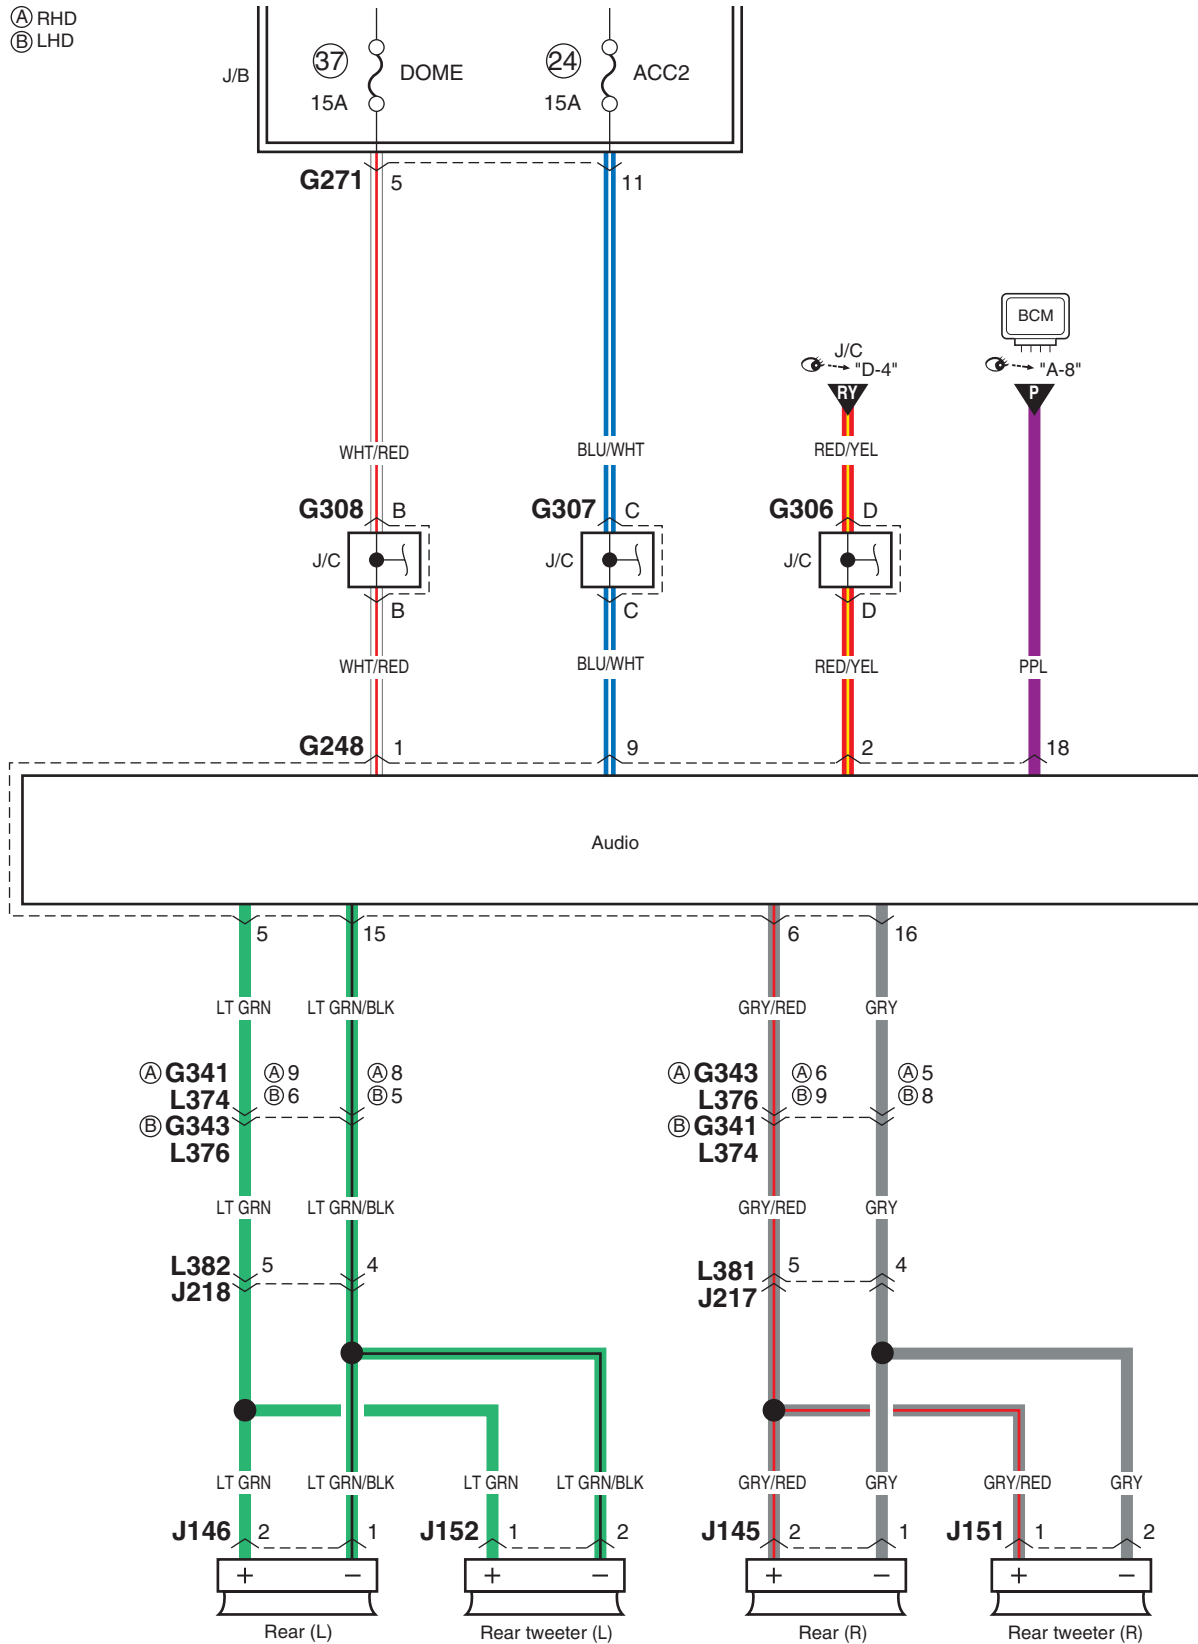 Ⓐ RHD
Ⓑ LHD
J/B
37 DOME
15A
24 ACC2
15A
G271 5 11
BCM
J/C
"D-4" "A-8"
RY P
WHT/RED BLU/WHT RED/YEL
G308 B G307 C G306 D
J/C J/C J/C
B C D
WHT/RED BLU/WHT RED/YEL PPL
G248 1 9 2 18
Audio
5 15 6 16
LT GRN LT GRN/BLK GRY/RED GRY
Ⓐ G341 Ⓐ 9 Ⓐ 8 Ⓐ G343 Ⓐ 6 Ⓐ 5
L374 Ⓑ 6 Ⓑ 5 L376 Ⓑ 9 Ⓑ 8
Ⓑ G343 Ⓑ G341
L376 L374
LT GRN LT GRN/BLK GRY/RED GRY
L382 5 4 L381 5 4
J218 J217
LT GRN LT GRN/BLK LT GRN LT GRN/BLK GRY/RED GRY GRY/RED GRY
J146 2 1 J152 1 2 J145 2 1 J151 1 2
+ − + − + − + −
Rear (L) Rear tweeter (L) Rear (R) Rear tweeter (R)